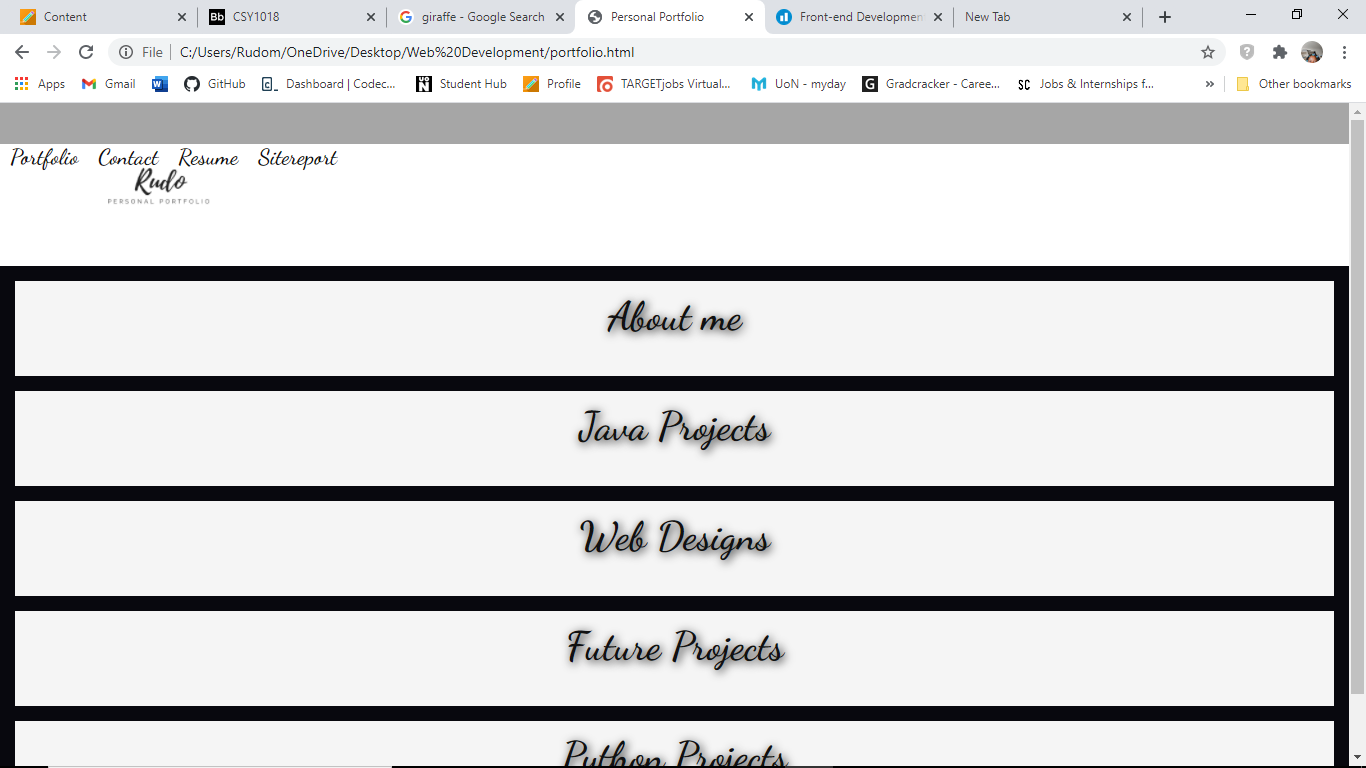 Content
CSY1018
giraffe - Google Search
Personal Portfolio
Front-end Developmen
New Tab
File
C:/Users/Rudom/OneDrive/Desktop/Web%20Development/portfolio.html
Apps
Gmail
GitHub
Dashboard | Codec...
Student Hub
Profile
TARGETjobs Virtual...
UoN - myday
Gradcracker - Caree...
Jobs & Internships f...
Other bookmarks
Portfolio Contact Resume Sitereport
Rudo
PERSONAL PORTFOLIO
About me
Java Projects
Web Designs
Future Projects
Python Projects